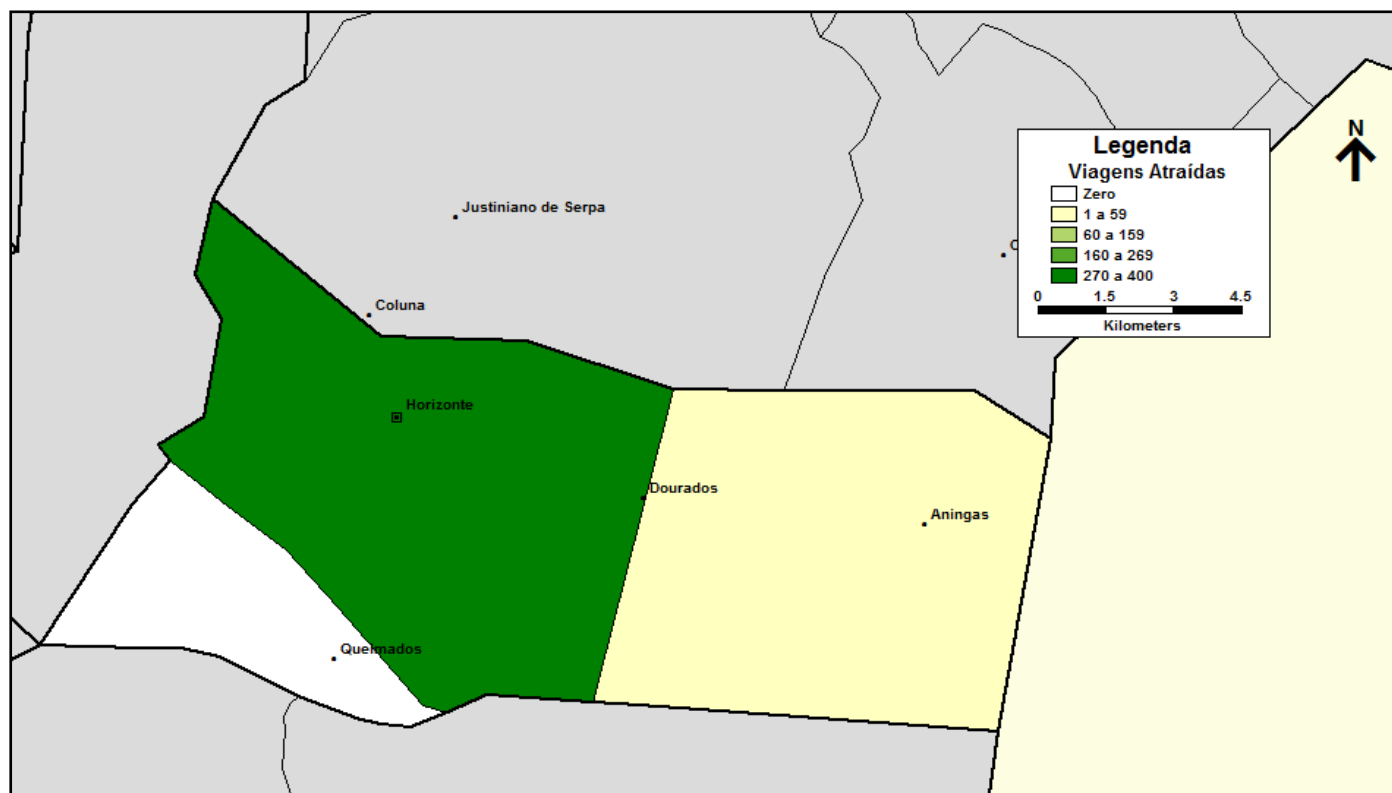 N
Legenda
Viagens Atraídas
Zero
1 a 59
60 a 159
160 a 269
270 a 400
0 1.5 3 4.5
Kilometers
Justiniano de Serpa
Coluna
Horizonte
Dourados
Aningas
Queimados